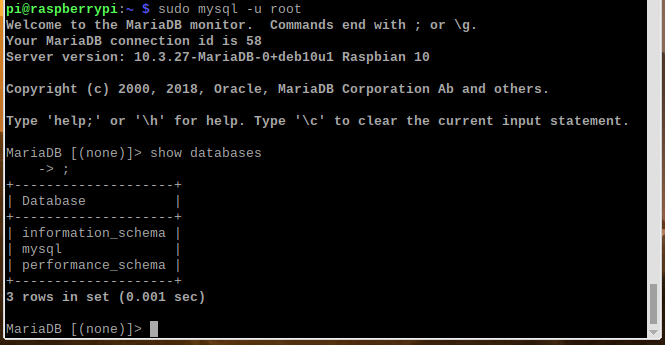 pi@raspberrypi:~ $ sudo mysql -u root
Welcome to the MariaDB monitor.  Commands end with ; or \g.
Your MariaDB connection id is 58
Server version: 10.3.27-MariaDB-0+deb10u1 Raspbian 10

Copyright (c) 2000, 2018, Oracle, MariaDB Corporation Ab and others.

Type 'help;' or '\h' for help. Type '\c' to clear the current input statement.

MariaDB [(none)]> show databases
    -> ;
+--------------------+
| Database           |
+--------------------+
| information_schema |
| mysql              |
| performance_schema |
+--------------------+
3 rows in set (0.001 sec)

MariaDB [(none)]>